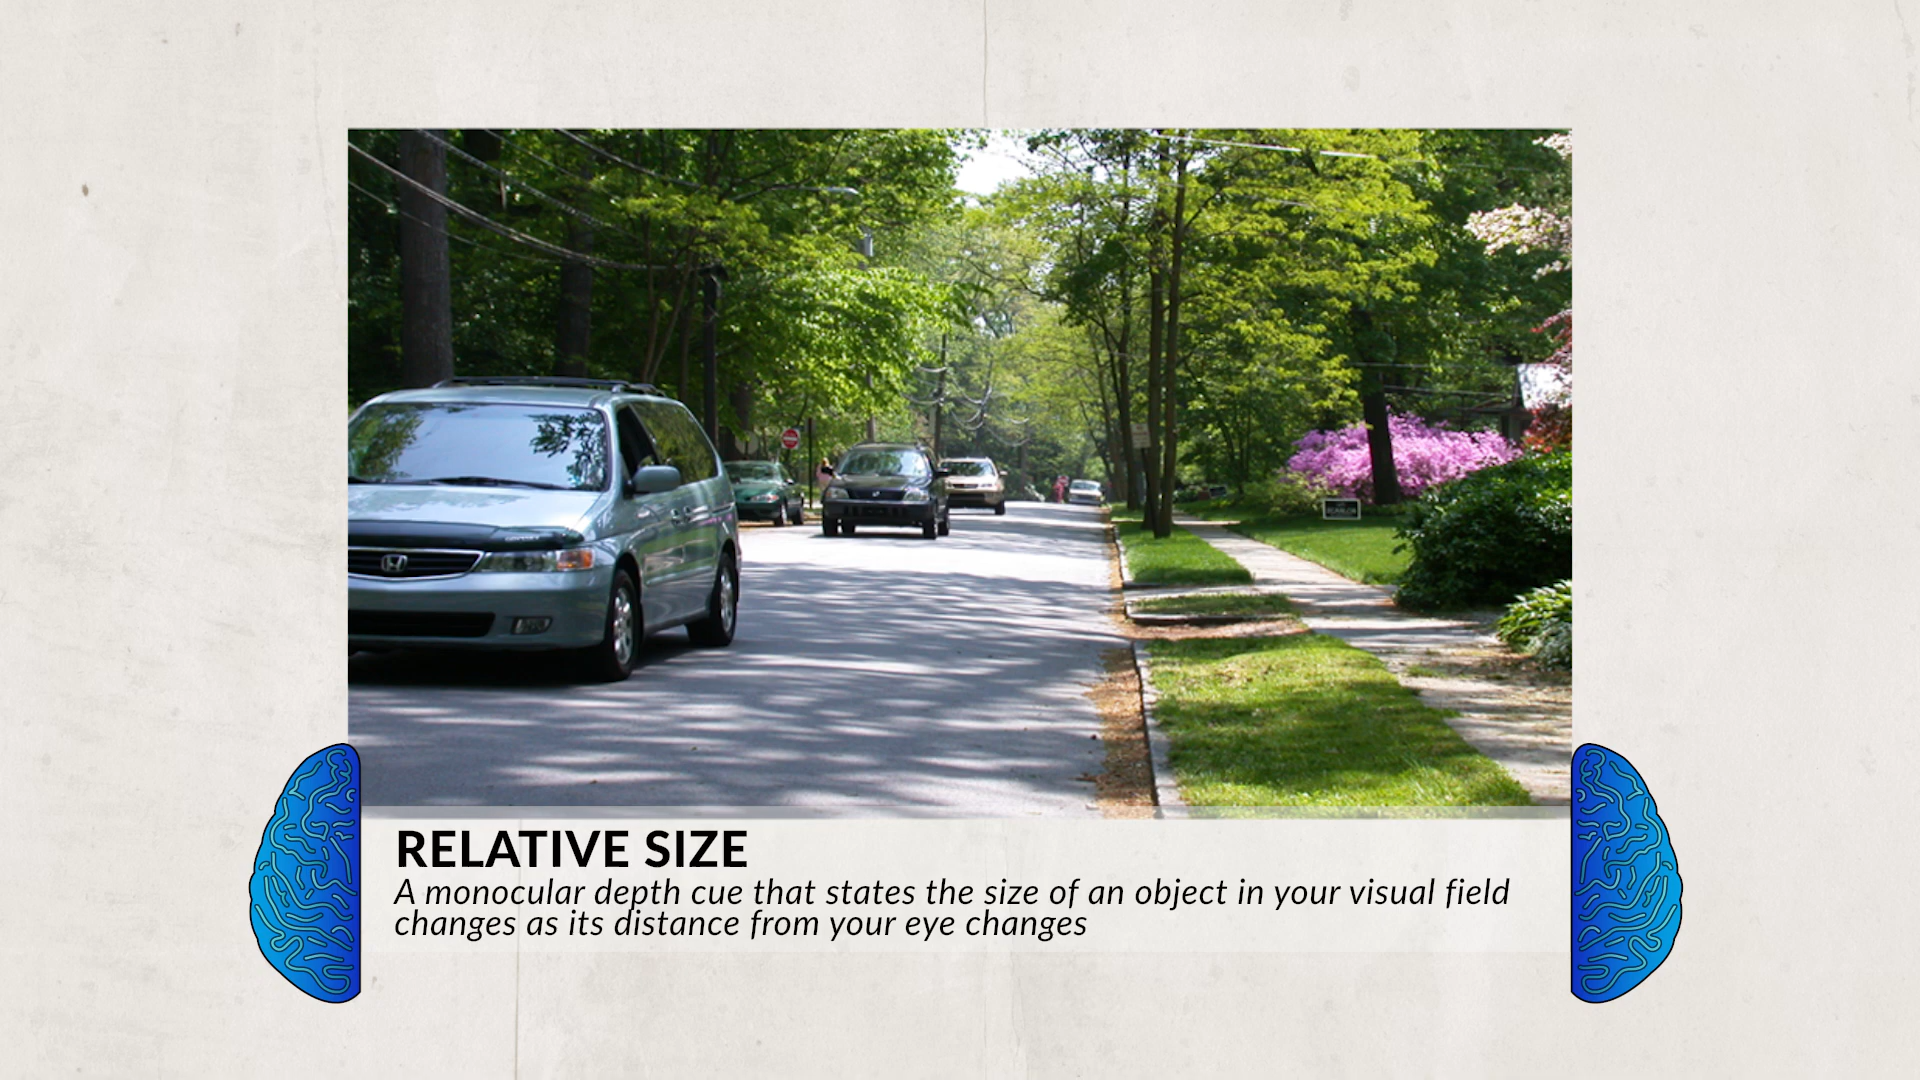 RELATIVE SIZE
A monocular depth cue that states the size of an object in your visual field
changes as its distance from your eye changes